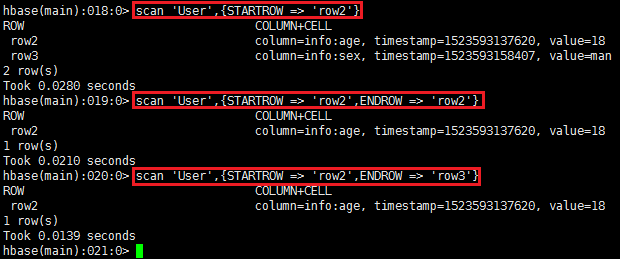 hbase(main):018:0> scan 'User',{STARTROW => 'row2'}
ROW COLUMN+CELL
row2 column=info:age, timestamp=1523593137620, value=18
row3 column=info:sex, timestamp=1523593158407, value=man
2 row(s)
Took 0.0280 seconds
hbase(main):019:0> scan 'User',{STARTROW => 'row2',ENDROW => 'row2'}
ROW COLUMN+CELL
row2 column=info:age, timestamp=1523593137620, value=18
1 row(s)
Took 0.0210 seconds
hbase(main):020:0> scan 'User',{STARTROW => 'row2',ENDROW => 'row3'}
ROW COLUMN+CELL
row2 column=info:age, timestamp=1523593137620, value=18
1 row(s)
Took 0.0139 seconds
hbase(main):021:0>